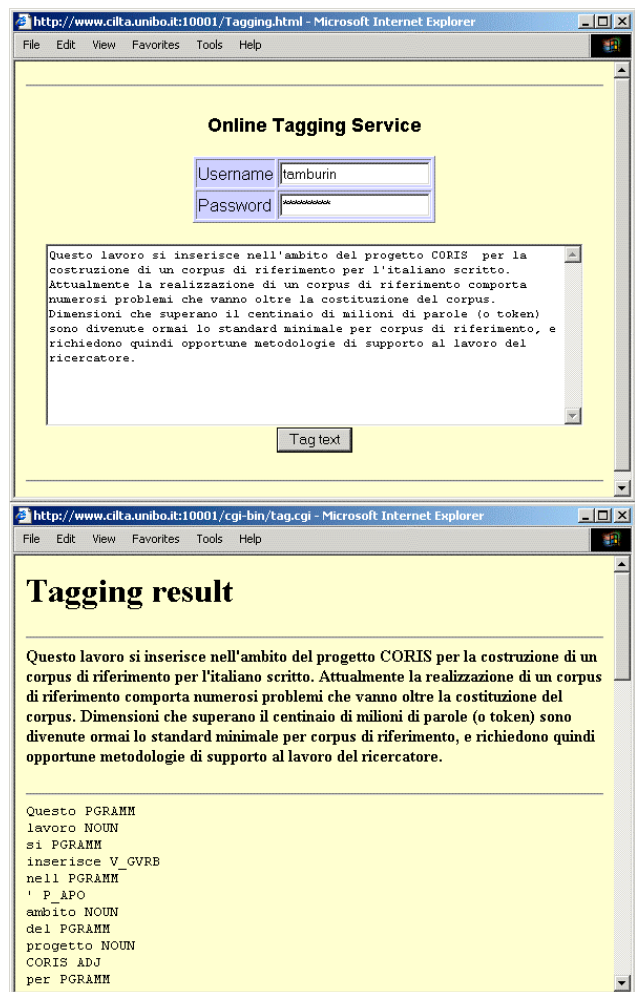 http://www.cilta.unibo.it:10001/Tagging.html - Microsoft Internet Explorer
File Edit View Favorites Tools Help
Online Tagging Service
Username tamburin
Password **********
Questo lavoro si inserisce nell'ambito del progetto CORIS per la
costruzione di un corpus di riferimento per l'italiano scritto.
Attualmente la realizzazione di un corpus di riferimento comporta
numerosi problemi che vanno oltre la costituzione del corpus.
Dimensioni che superano il centinaio di milioni di parole (o token)
sono divenute ormai lo standard minimale per corpus di riferimento, e
richiedono quindi opportune metodologie di supporto al lavoro del
ricercatore.
Tag text
http://www.cilta.unibo.it:10001/cgi-bin/tag.cgi - Microsoft Internet Explorer
File Edit View Favorites Tools Help
Tagging result
Questo lavoro si inserisce nell'ambito del progetto CORIS per la costruzione di un
corpus di riferimento per l'italiano scritto. Attualmente la realizzazione di un corpus
di riferimento comporta numerosi problemi che vanno oltre la costituzione del
corpus. Dimensioni che superano il centinaio di milioni di parole (o token) sono
divenute ormai lo standard minimale per corpus di riferimento, e richiedono quindi
opportune metodologie di supporto al lavoro del ricercatore.
Questo PGRAMM
lavoro NOUN
si PGRAMM
inserisce V_GVRB
nell PGRAMM
' P_APO
ambito NOUN
del PGRAMM
progetto NOUN
CORIS ADJ
per PGRAMM